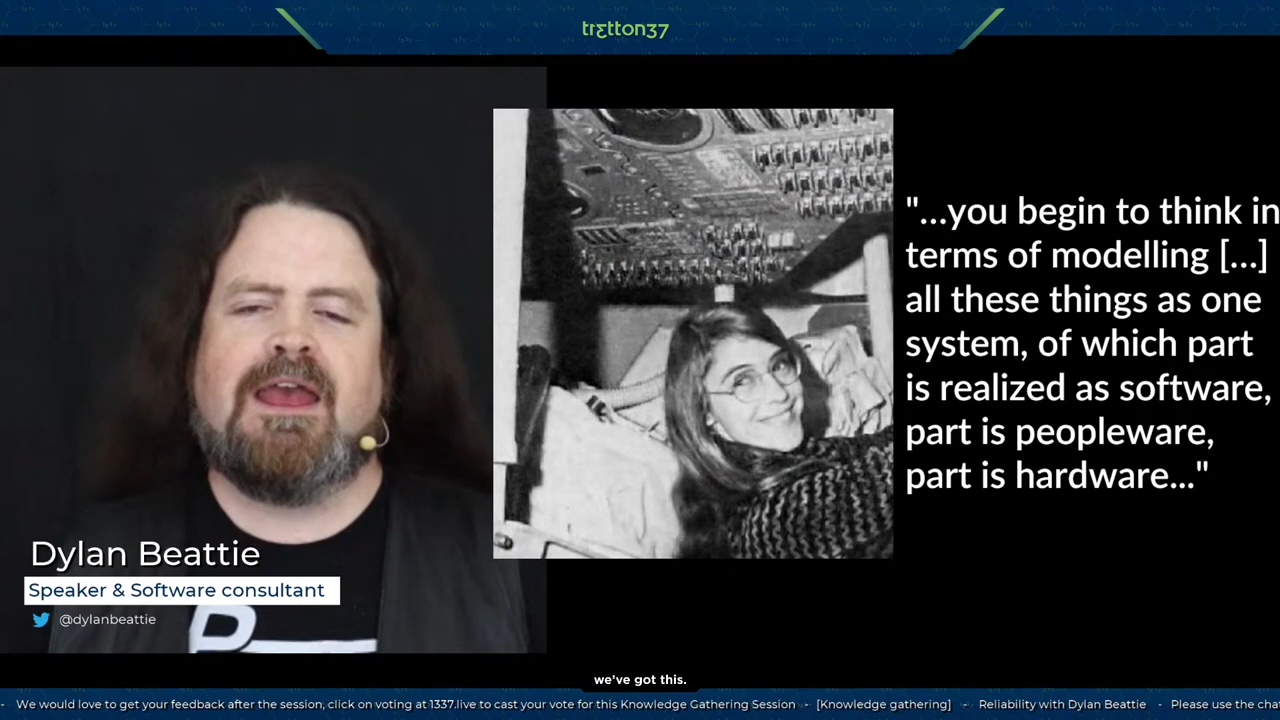 trɛtton37
"...you begin to think in
terms of modelling [...]
all these things as one
system, of which part
is realized as software,
part is peopleware,
part is hardware..."
Dylan Beattie
Speaker & Software consultant
@dylanbeattie
we've got this.
- We would love to get your feedback after the session, click on voting at 1337.live to cast your vote for this Knowledge Gathering Session - [Knowledge gathering] - Reliability with Dylan Beattie - Please use the cha